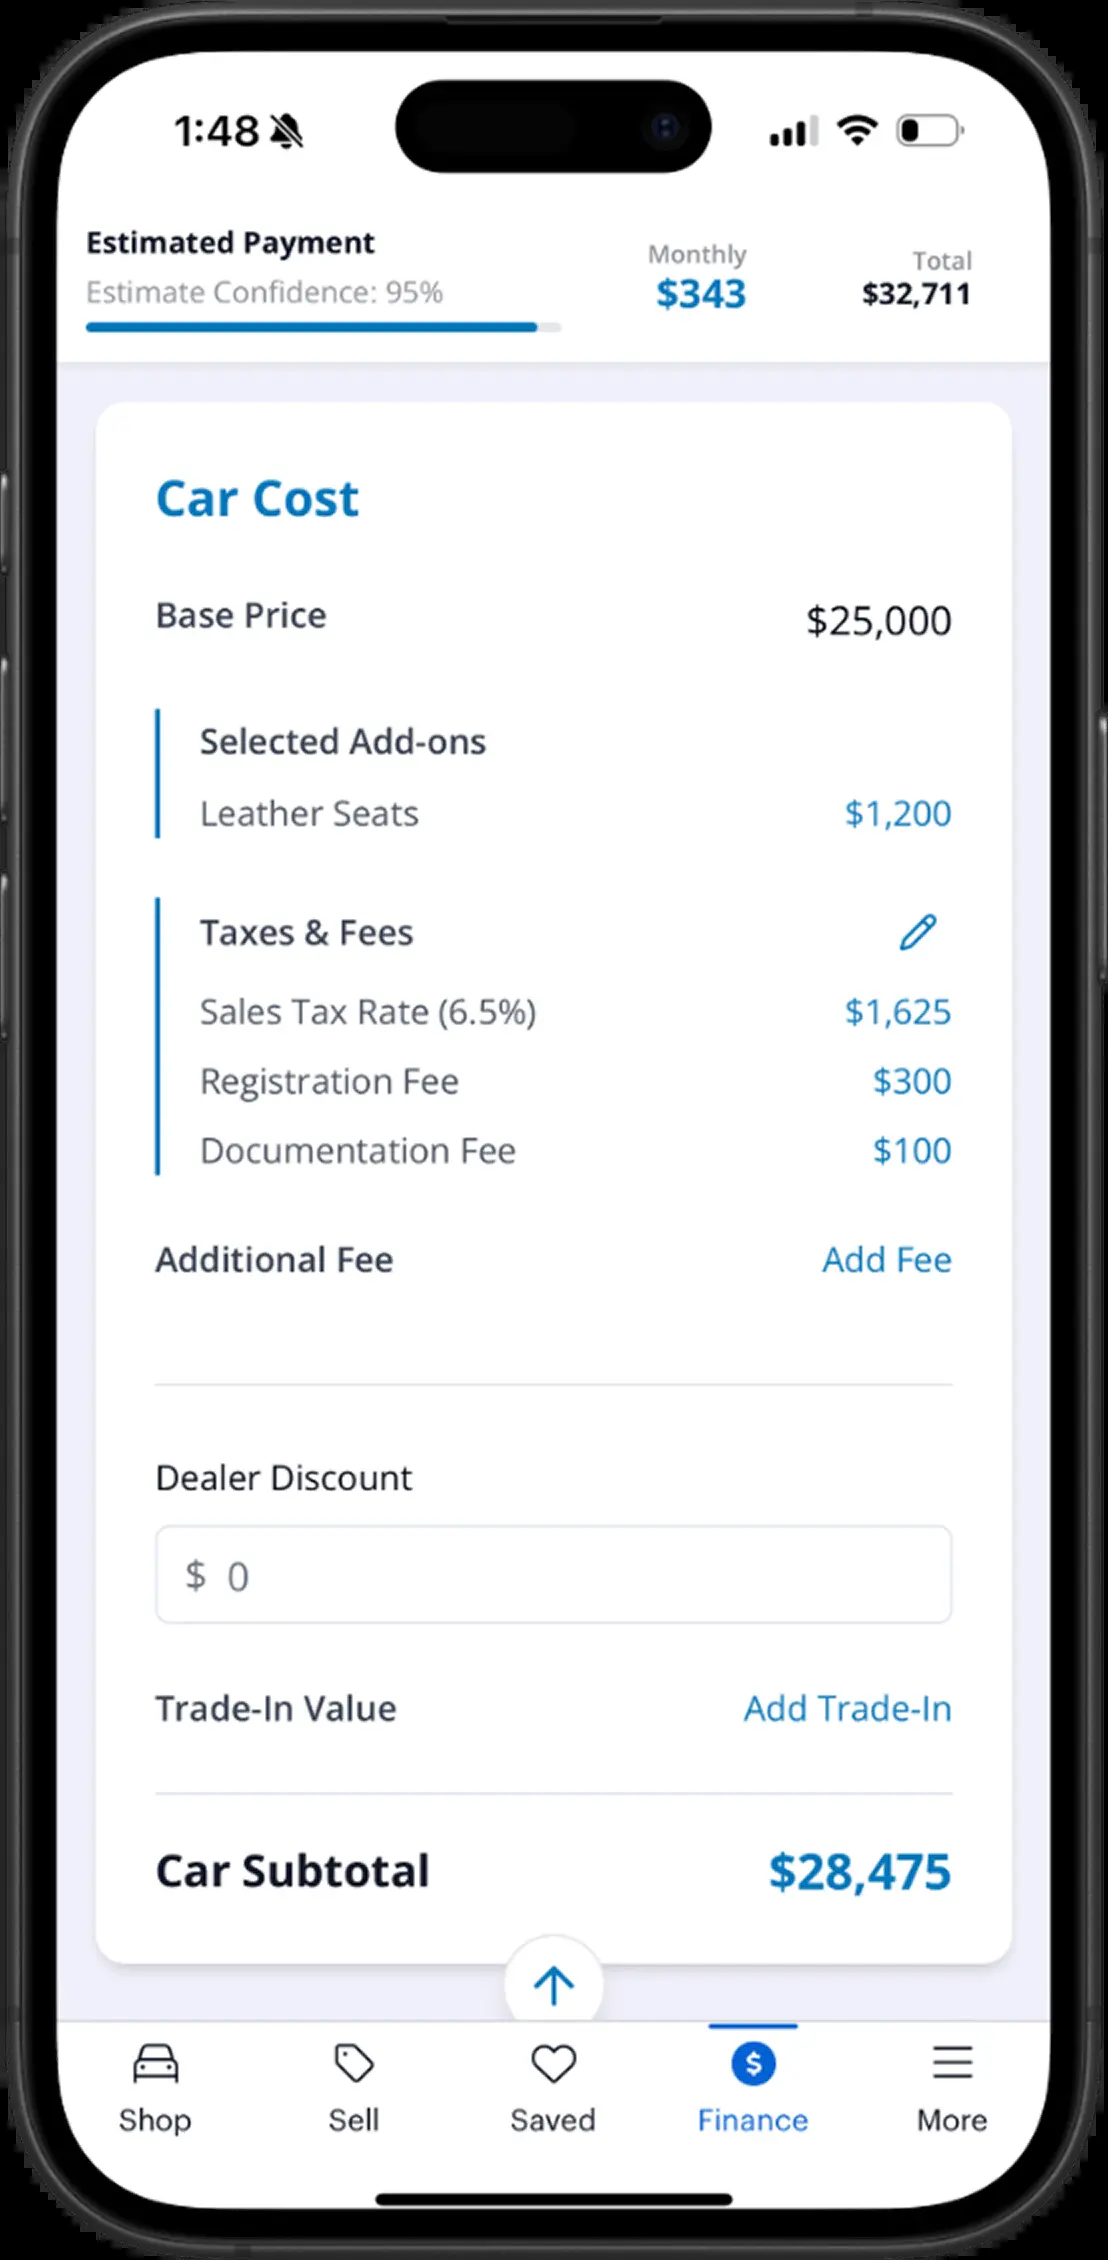 1:48
Estimated Payment
Estimate Confidence: 95%
Monthly
$343
Total
$32,711
Car Cost
Base Price $25,000
Selected Add-ons
Leather Seats $1,200
Taxes & Fees
Sales Tax Rate (6.5%) $1,625
Registration Fee $300
Documentation Fee $100
Additional Fee Add Fee
Dealer Discount
$ 0
Trade-In Value Add Trade-In
Car Subtotal $28,475
Shop Sell Saved Finance More